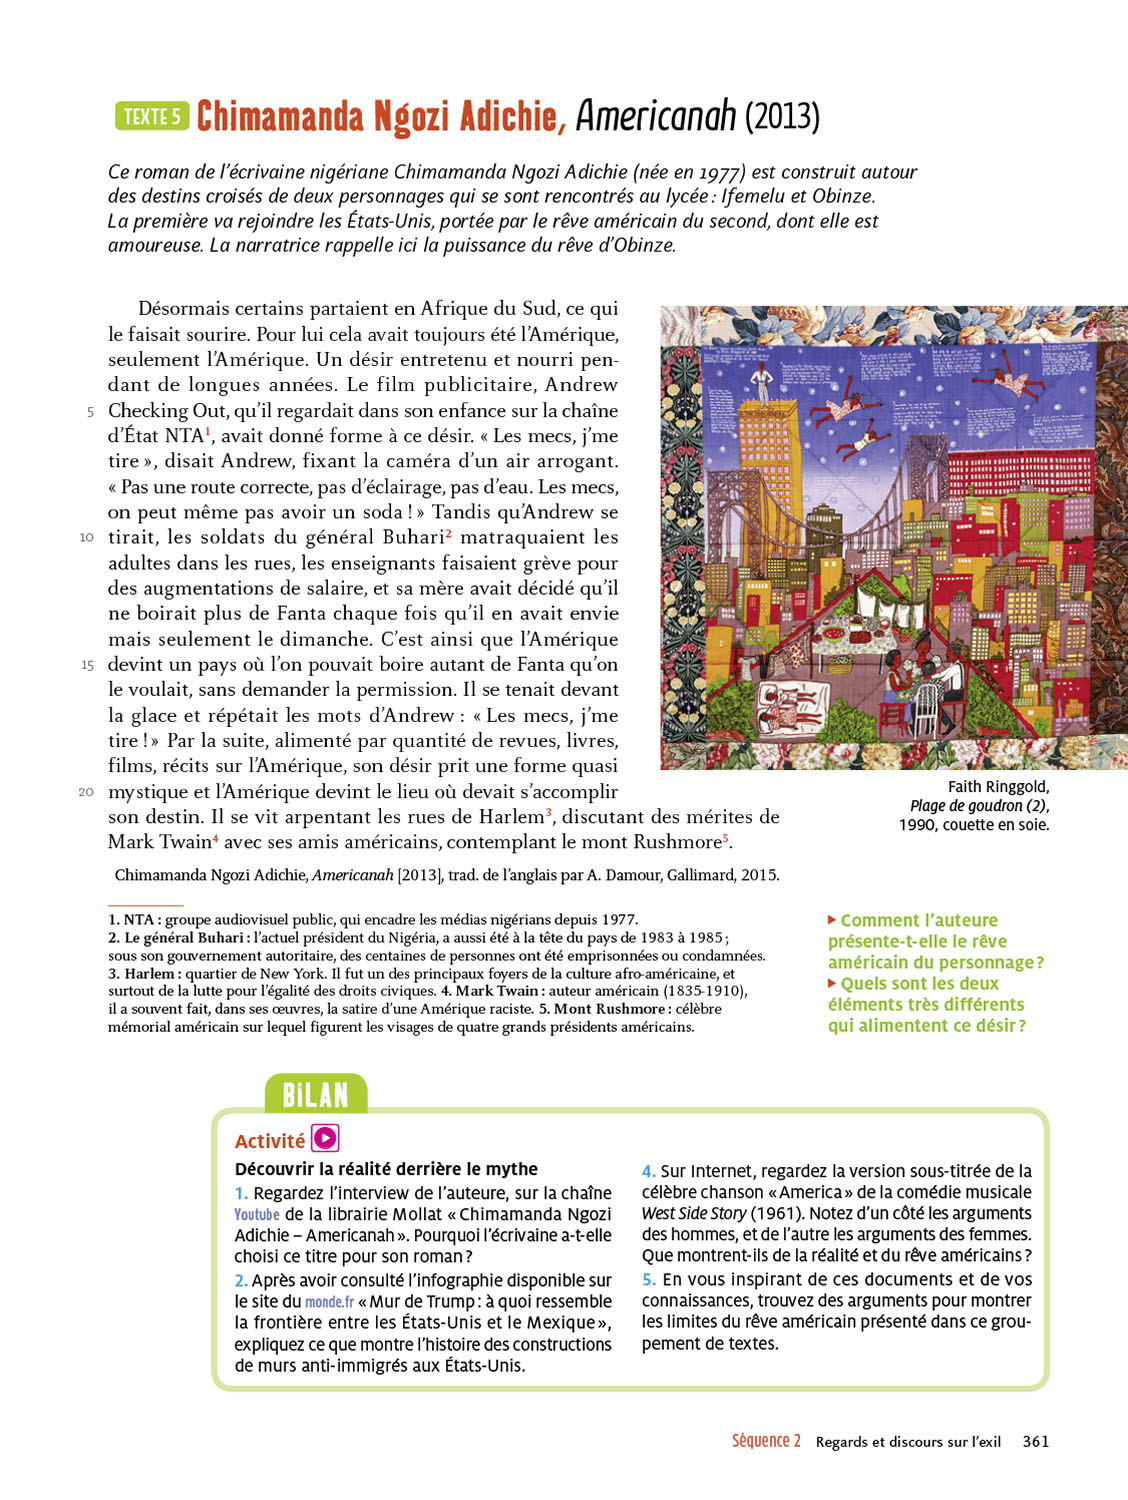 TEXTE 5 Chimamanda Ngozi Adichie, Americanah (2013)
Ce roman de l’écrivaine nigériane Chimamanda Ngozi Adichie (née en 1977) est construit autour
des destins croisés de deux personnages qui se sont rencontrés au lycée : Ifemelu et Obinze.
La première va rejoindre les États-Unis, portée par le rêve américain du second, dont elle est
amoureuse. La narratrice rappelle ici la puissance du rêve d’Obinze.
Désormais certains partaient en Afrique du Sud, ce qui
le faisait sourire. Pour lui cela avait toujours été l’Amérique,
seulement l’Amérique. Un désir entretenu et nourri pen-
dant de longues années. Le film publicitaire, Andrew
5 Checking Out, qu’il regardait dans son enfance sur la chaîne
d’État NTA1, avait donné forme à ce désir. « Les mecs, j’me
tire », disait Andrew, fixant la caméra d’un air arrogant.
« Pas une route correcte, pas d’éclairage, pas d’eau. Les mecs,
on peut même pas avoir un soda ! » Tandis qu’Andrew se
10 tirait, les soldats du général Buhari2 matraquaient les
adultes dans les rues, les enseignants faisaient grève pour
des augmentations de salaire, et sa mère avait décidé qu’il
ne boirait plus de Fanta chaque fois qu’il en avait envie
mais seulement le dimanche. C’est ainsi que l’Amérique
15 devint un pays où l’on pouvait boire autant de Fanta qu’on
le voulait, sans demander la permission. Il se tenait devant
la glace et répétait les mots d’Andrew : « Les mecs, j’me
tire ! » Par la suite, alimenté par quantité de revues, livres,
films, récits sur l’Amérique, son désir prit une forme quasi
20 mystique et l’Amérique devint le lieu où devait s’accomplir
son destin. Il se vit arpentant les rues de Harlem3, discutant des mérites de
Mark Twain4 avec ses amis américains, contemplant le mont Rushmore5.
Chimamanda Ngozi Adichie, Americanah [2013], trad. de l’anglais par A. Damour, Gallimard, 2015.
Faith Ringgold,
Plage de goudron (2),
1990, couette en soie.
1. NTA : groupe audiovisuel public, qui encadre les médias nigérians depuis 1977.
2. Le général Buhari : l’actuel président du Nigéria, a aussi été à la tête du pays de 1983 à 1985 ;
sous son gouvernement autoritaire, des centaines de personnes ont été emprisonnées ou condamnées.
3. Harlem : quartier de New York. Il fut un des principaux foyers de la culture afro-américaine, et
surtout de la lutte pour l’égalité des droits civiques. 4. Mark Twain : auteur américain (1835-1910),
il a souvent fait, dans ses œuvres, la satire d’une Amérique raciste. 5. Mont Rushmore : célèbre
mémorial américain sur lequel figurent les visages de quatre grands présidents américains.
▸ Comment l’auteure
présente-t-elle le rêve
américain du personnage ?
▸ Quels sont les deux
éléments très différents
qui alimentent ce désir ?
BiLAN
Activité
Découvrir la réalité derrière le mythe
1. Regardez l’interview de l’auteure, sur la chaîne
Youtube de la librairie Mollat « Chimamanda Ngozi
Adichie – Americanah ». Pourquoi l’écrivaine a-t-elle
choisi ce titre pour son roman ?
2. Après avoir consulté l’infographie disponible sur
le site du monde.fr « Mur de Trump : à quoi ressemble
la frontière entre les États-Unis et le Mexique »,
expliquez ce que montre l’histoire des constructions
de murs anti-immigrés aux États-Unis.
4. Sur Internet, regardez la version sous-titrée de la
célèbre chanson « America » de la comédie musicale
West Side Story (1961). Notez d’un côté les arguments
des hommes, et de l’autre les arguments des femmes.
Que montrent-ils de la réalité et du rêve américains ?
5. En vous inspirant de ces documents et de vos
connaissances, trouvez des arguments pour montrer
les limites du rêve américain présenté dans ce grou-
pement de textes.
Séquence 2 Regards et discours sur l’exil 361